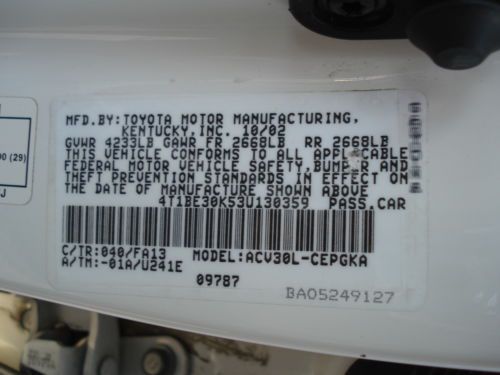 MFD.BY:TOYOTA MOTOR MANUFACTURING,
KENTUCKY,INC. 10/02
GVWR 4233LB GAWR FR 2668LB RR 2668LB
THIS VEHICLE CONFORMS TO ALL APPLICABLE
FEDERAL MOTOR VEHICLE SAFETY, AND
THEFT PREVENTION STANDARDS IN EFFECT ON
THE DATE OF MANUFACTURE SHOWN ABOVE
4T1BE30K53U130359 PASS.CAR
C/TR:040/FA13 MODEL:ACV30L-CEPGKA
A/TM:-01A/U241E
09787
BA05249127
(29)